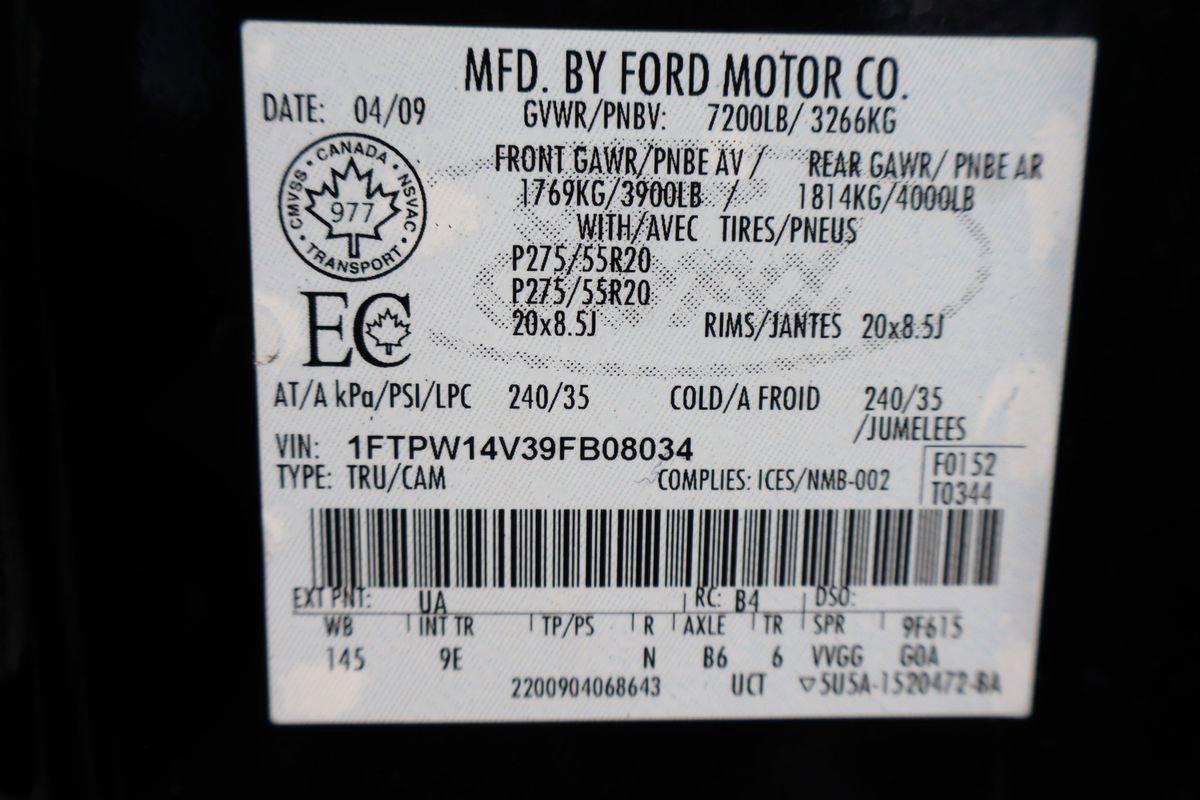 MFD. BY FORD MOTOR CO.
DATE: 04/09 GVWR/PNBV: 7200LB/ 3266KG
CANADA
CMVSS NSVAC
977
TRANSPORT
FRONT GAWR/PNBE AV / REAR GAWR/ PNBE AR
1769KG/3900LB / 1814KG/4000LB
WITH/AVEC TIRES/PNEUS
P275/55R20
P275/55R20
EC
20x8.5J RIMS/JANTES 20x8.5J
AT/A kPa/PSI/LPC 240/35 COLD/A FROID 240/35
/JUMELEES
VIN: 1FTPW14V39FB08034
F0152
TYPE: TRU/CAM COMPLIES: ICES/NMB-002
T0344
EXT PNT: UA RC: B4 DSO:
WB INT TR TP/PS R AXLE TR SPR 9F615
145 9E N B6 6 VVGG G0A
2200904068643 UCT ▽5U5A-1520472-BA